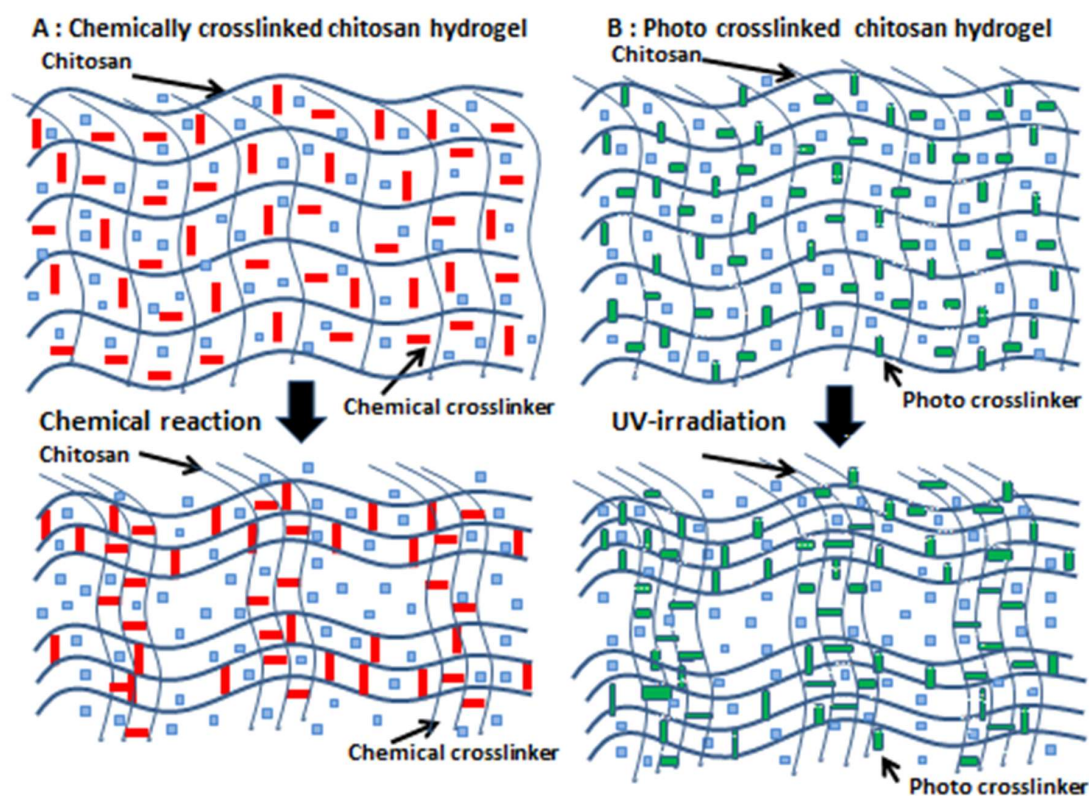 A : Chemically crosslinked chitosan hydrogel
Chitosan
Chemical crosslinker
Chemical reaction
Chitosan
Chemical crosslinker
B : Photo crosslinked chitosan hydrogel
Chitosan
Photo crosslinker
UV-irradiation
Photo crosslinker